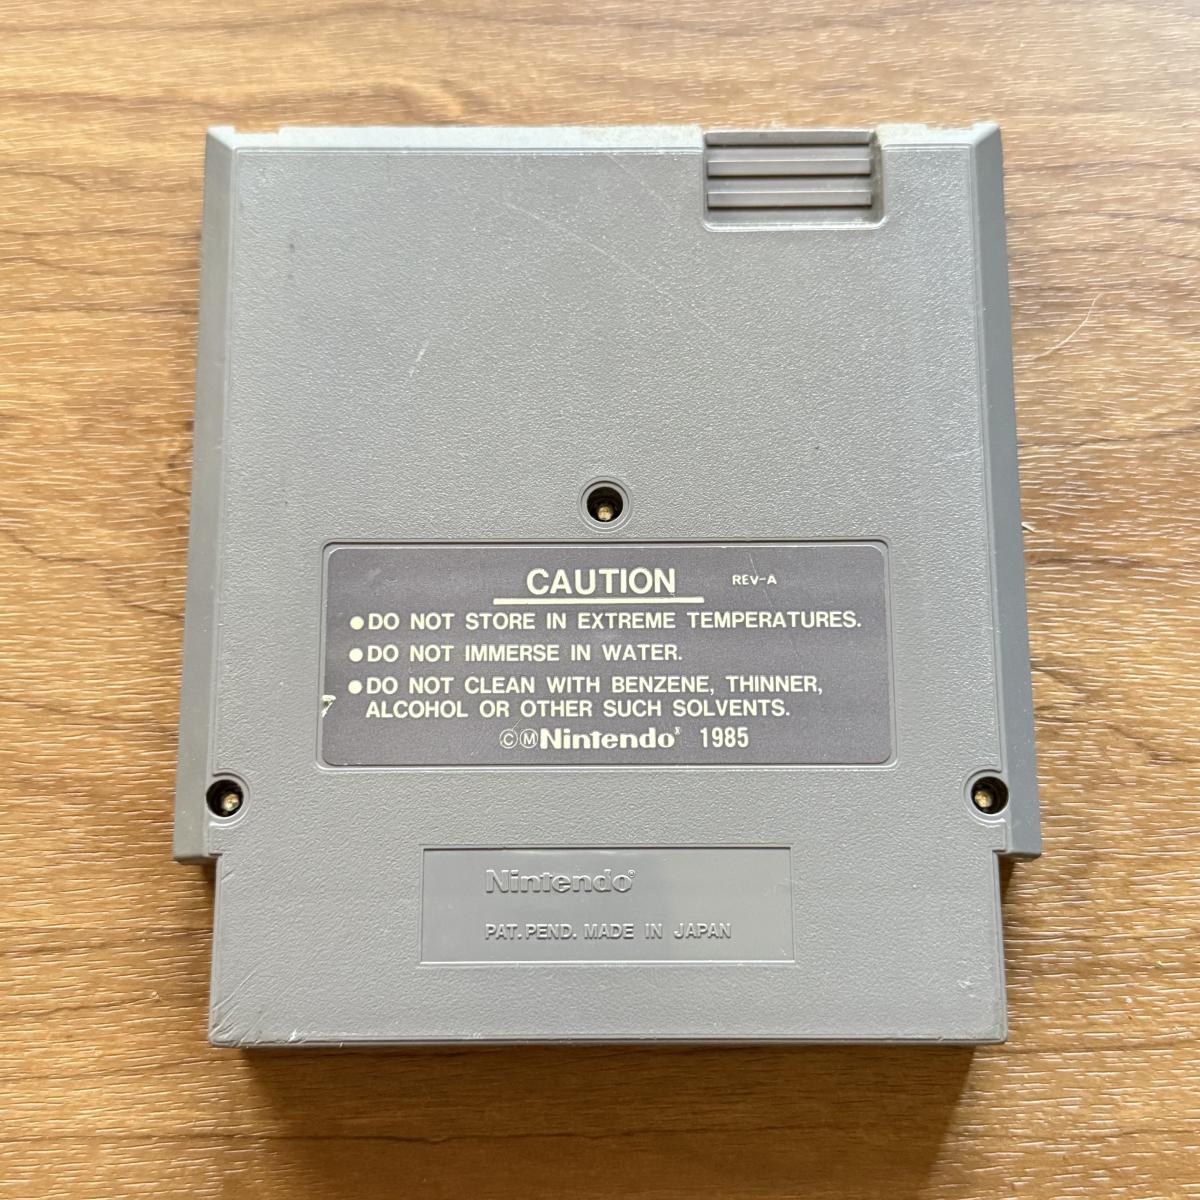 CAUTION REV-A
●DO NOT STORE IN EXTREME TEMPERATURES.
●DO NOT IMMERSE IN WATER.
●DO NOT CLEAN WITH BENZENE, THINNER,
ALCOHOL OR OTHER SUCH SOLVENTS.
ⒸⓂNintendo® 1985
Nintendo®
PAT. PEND. MADE IN JAPAN